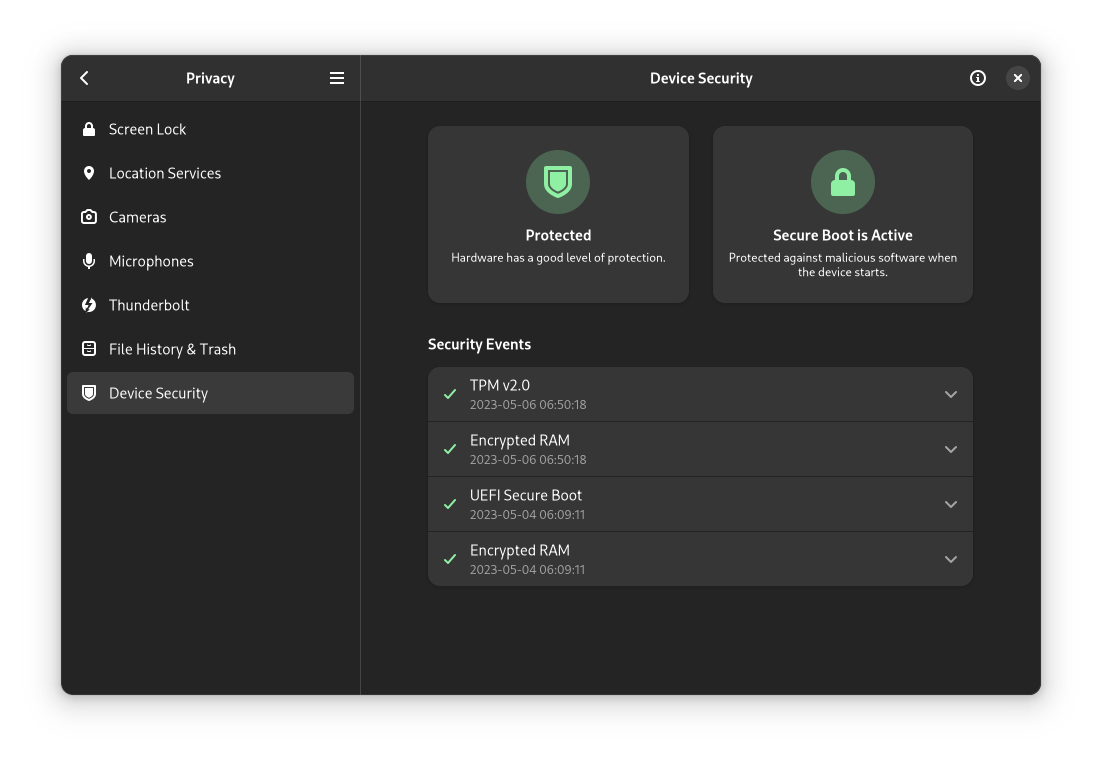 Privacy
Screen Lock
Location Services
Cameras
Microphones
Thunderbolt
File History & Trash
Device Security
Device Security
Protected
Hardware has a good level of protection.
Secure Boot is Active
Protected against malicious software when
the device starts.
Security Events
TPM v2.0
2023-05-06 06:50:18
Encrypted RAM
2023-05-06 06:50:18
UEFI Secure Boot
2023-05-04 06:09:11
Encrypted RAM
2023-05-04 06:09:11